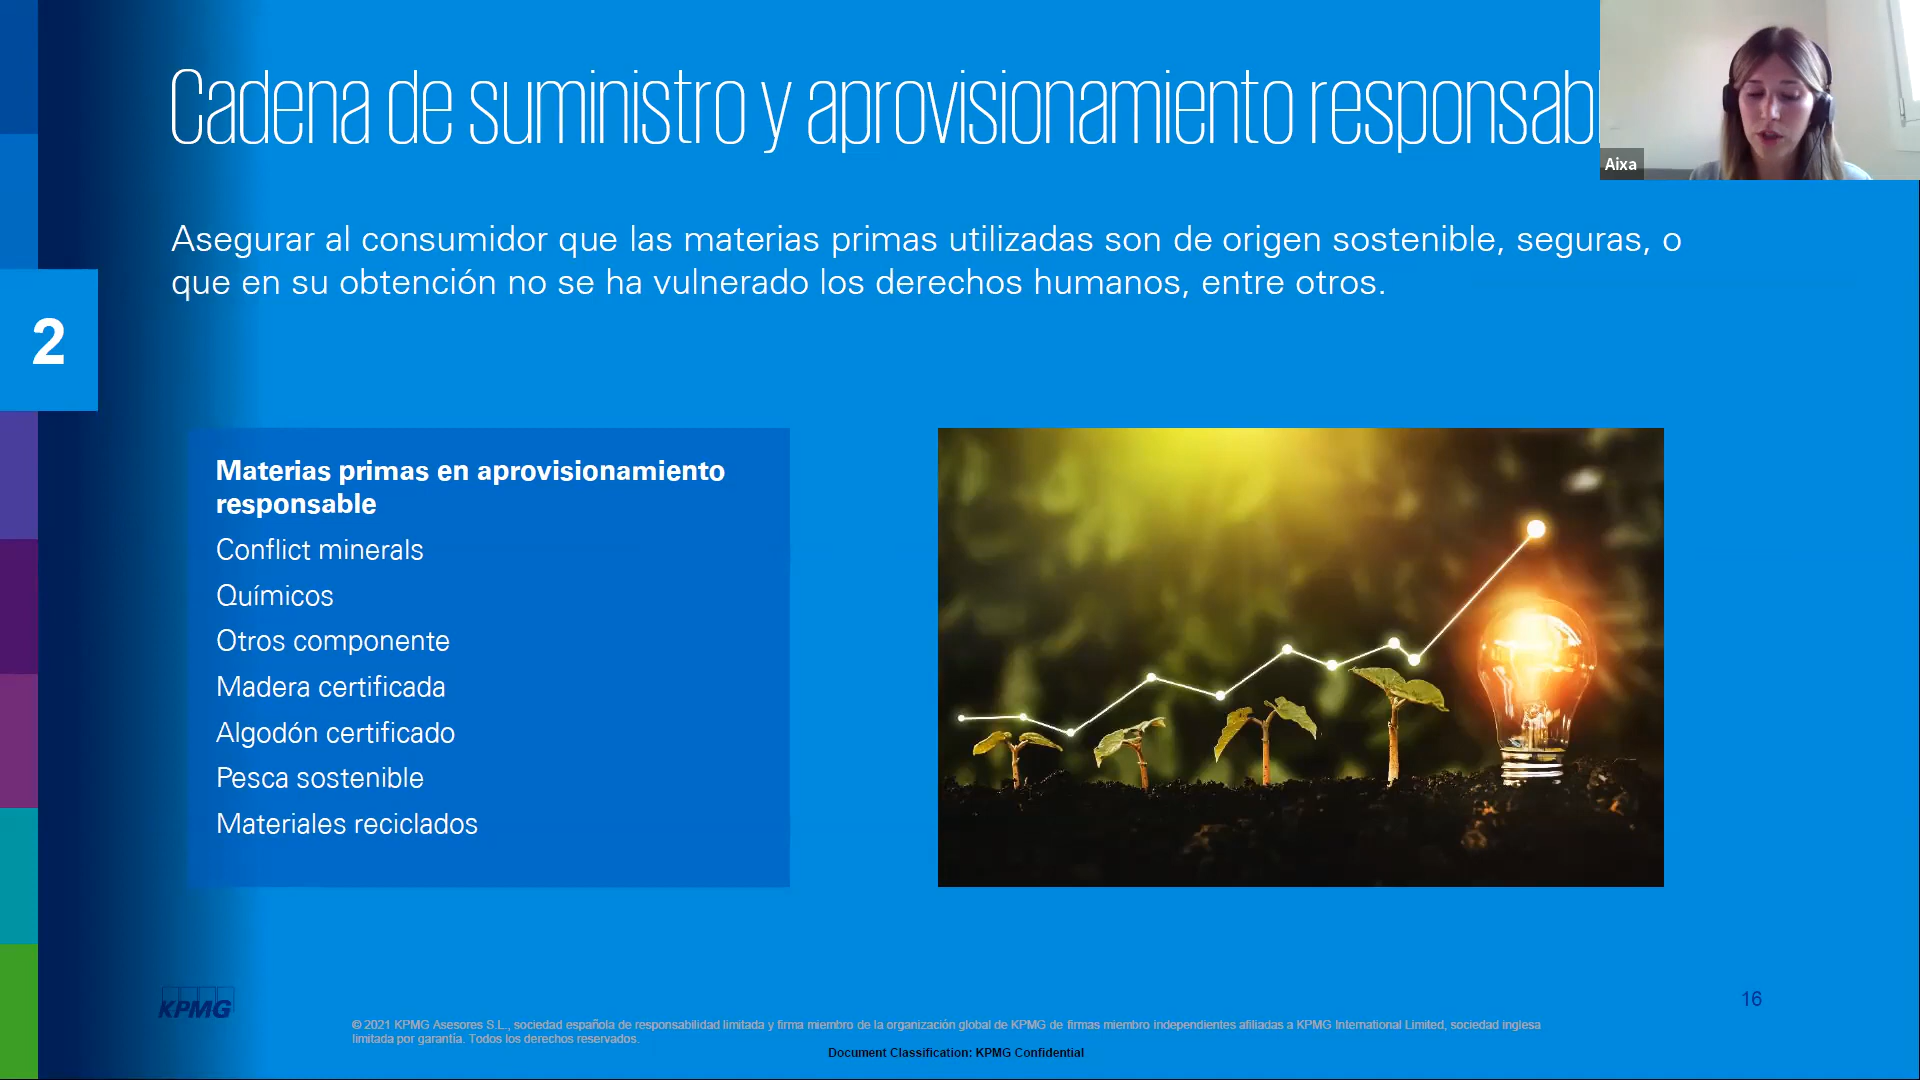 Cadena de suministro y aprovisionamiento responsab
Aixa
Asegurar al consumidor que las materias primas utilizadas son de origen sostenible, seguras, o
que en su obtención no se ha vulnerado los derechos humanos, entre otros.
2
Materias primas en aprovisionamiento
responsable
Conflict minerals
Químicos
Otros componente
Madera certificada
Algodón certificado
Pesca sostenible
Materiales reciclados
KPMG
16
© 2021 KPMG Asesores S.L., sociedad española de responsabilidad limitada y firma miembro de la organización global de KPMG de firmas miembro independientes afiliadas a KPMG International Limited, sociedad inglesa
limitada por garantía. Todos los derechos reservados.
Document Classification: KPMG Confidential